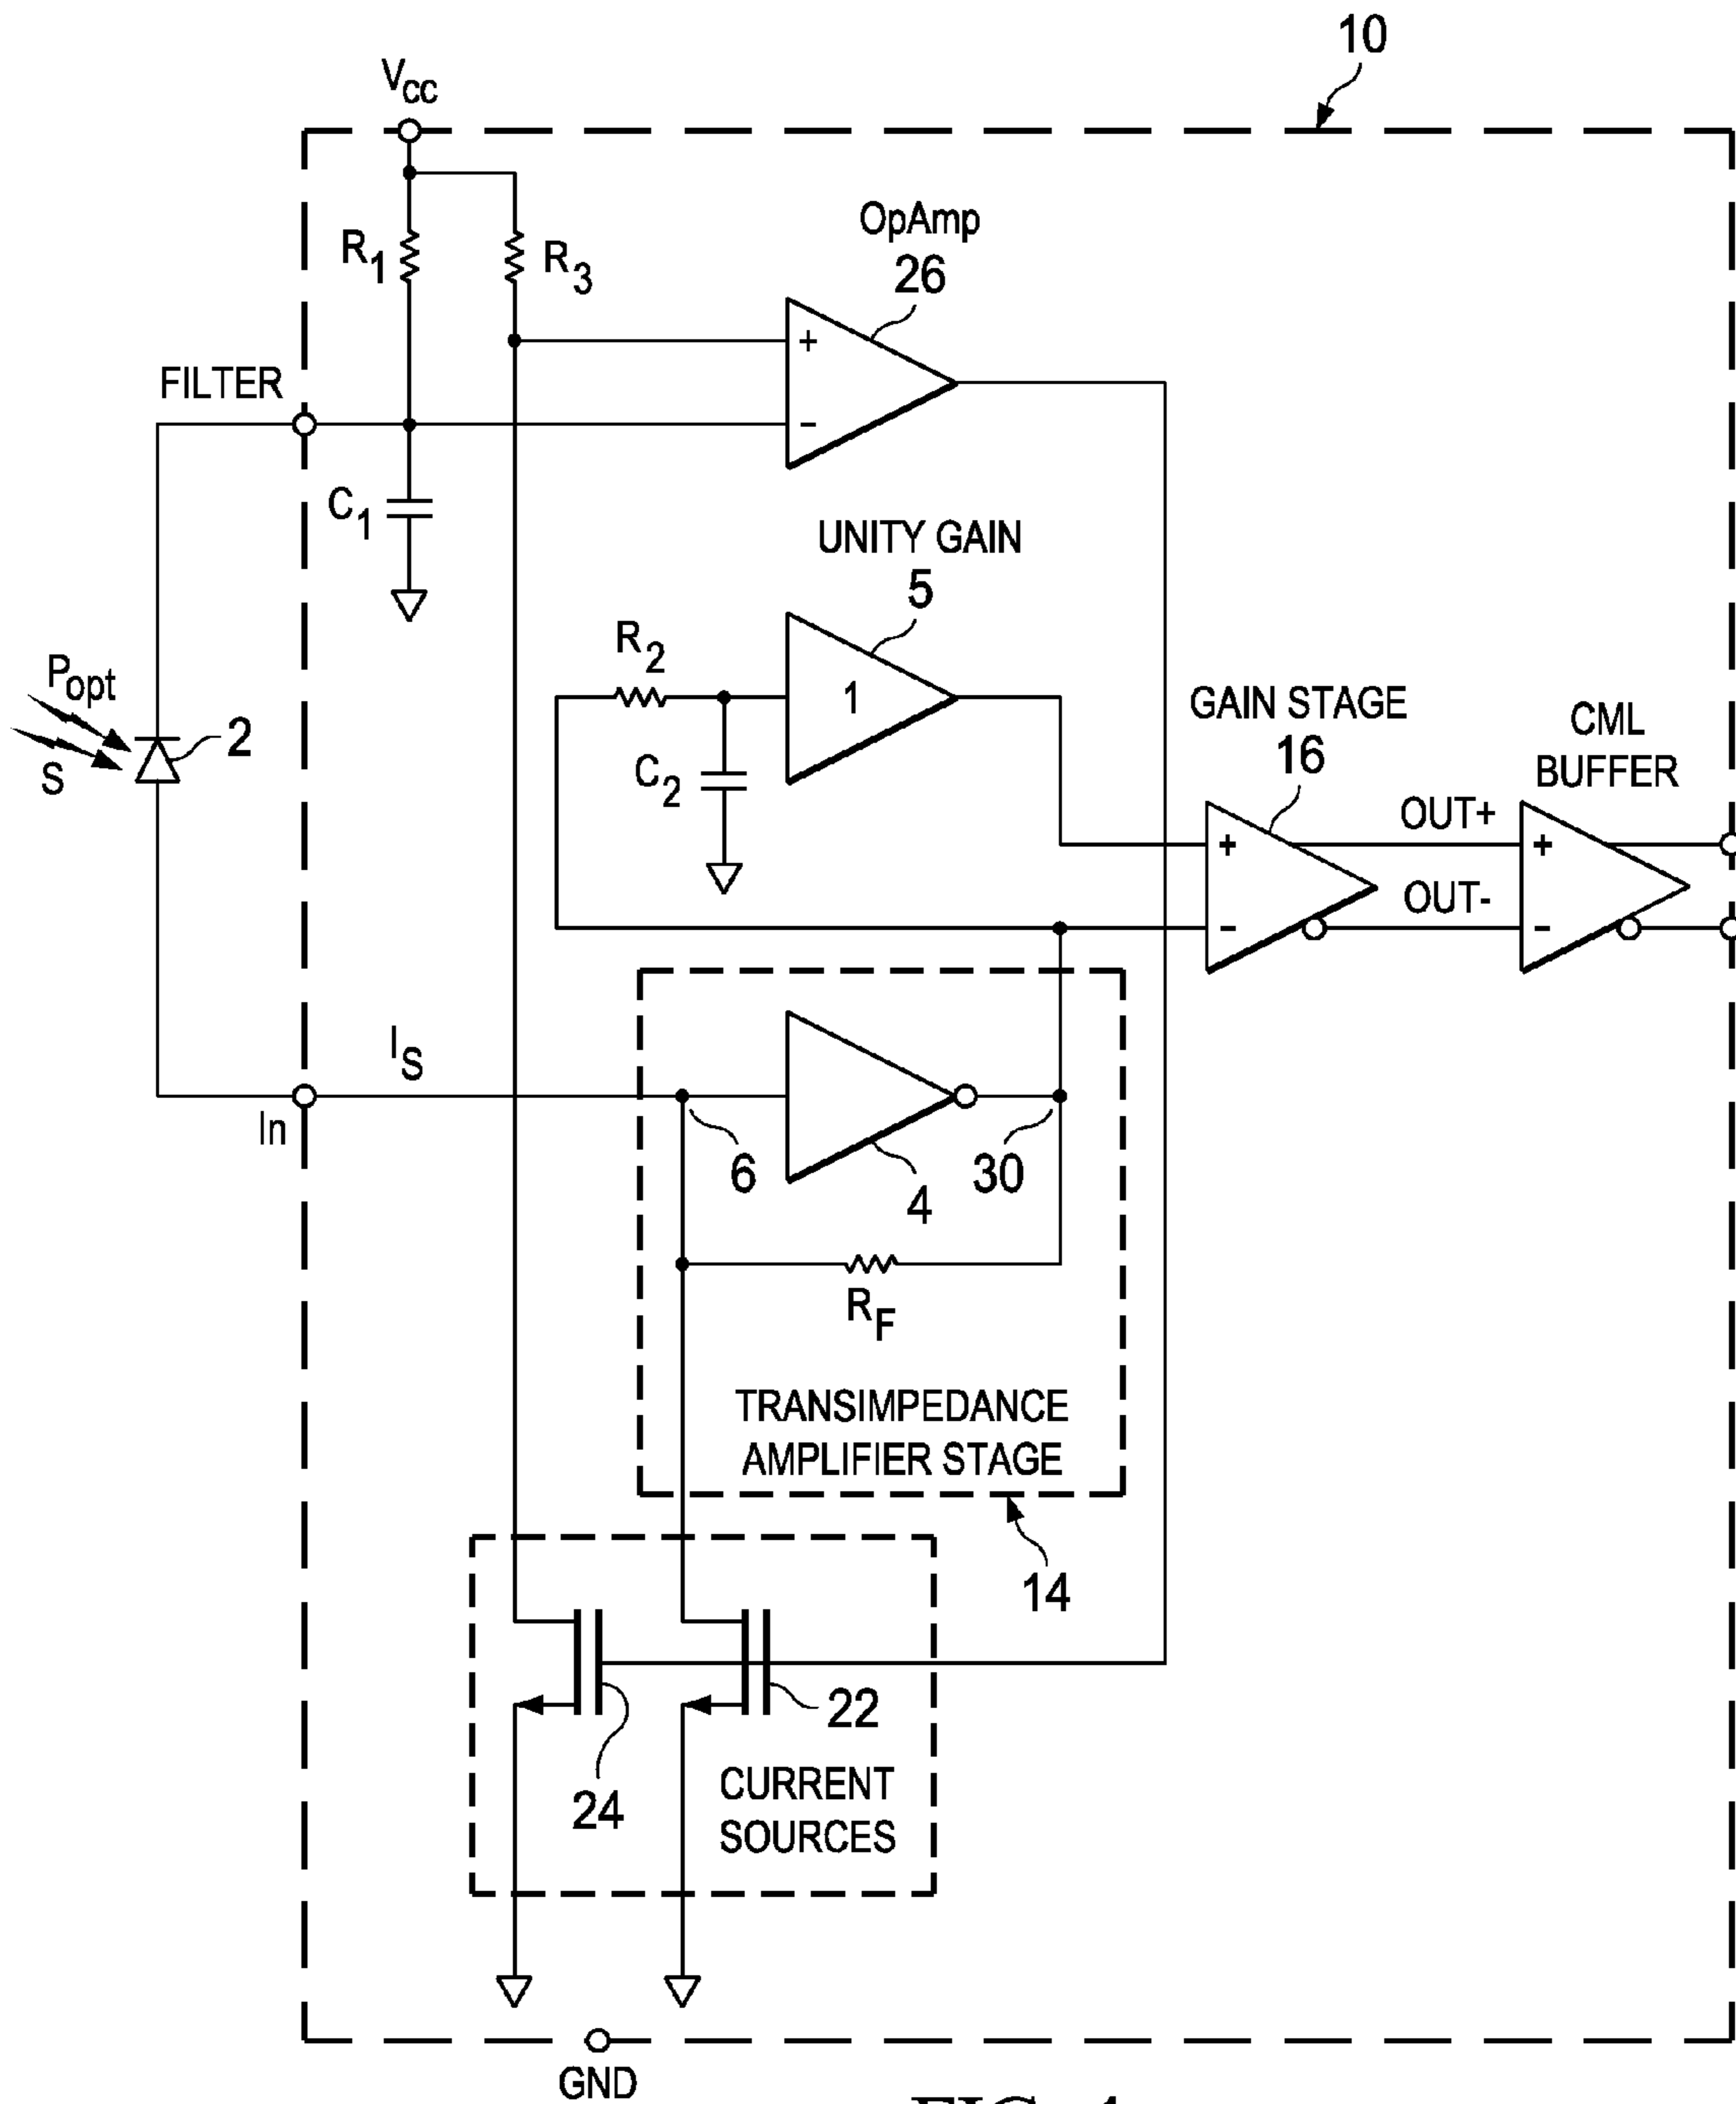 10
Vcc
R1
R3
OpAmp
26
+
-
FILTER
C1
UNITY GAIN
5
R2
1
C2
Popt
S
2
GAIN STAGE
16
CML
BUFFER
OUT+
OUT-
+
-
+
-
IS
In
6
4
30
RF
TRANSIMPEDANCE
AMPLIFIER STAGE
14
22
24
CURRENT
SOURCES
GND